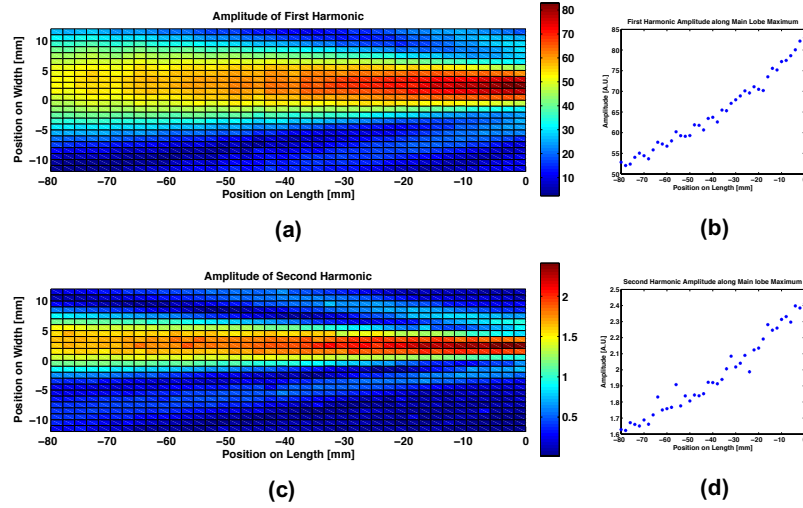 Amplitude of First Harmonic
Position on Width [mm]
10
5
0
−5
−10
−80 −70 −60 −50 −40 −30 −20 −10 0
Position on Length [mm]
80
70
60
50
40
30
20
10
(a)
First Harmonic Amplitude along Main Lobe Maximum
Amplitude [A.U.]
85
80
75
70
65
60
55
50
−80 −70 −60 −50 −40 −30 −20 −10 0
Position on Length [mm]
(b)
Amplitude of Second Harmonic
Position on Width [mm]
10
5
0
−5
−10
−80 −70 −60 −50 −40 −30 −20 −10 0
Position on Length [mm]
2
1.5
1
0.5
(c)
Second Harmonic Amplitude along Main lobe Maximum
Amplitude [A.U]
2.5
2.4
2.3
2.2
2.1
2
1.9
1.8
1.7
1.6
−80 −70 −60 −50 −40 −30 −20 −10 0
Position on Length [mm]
(d)